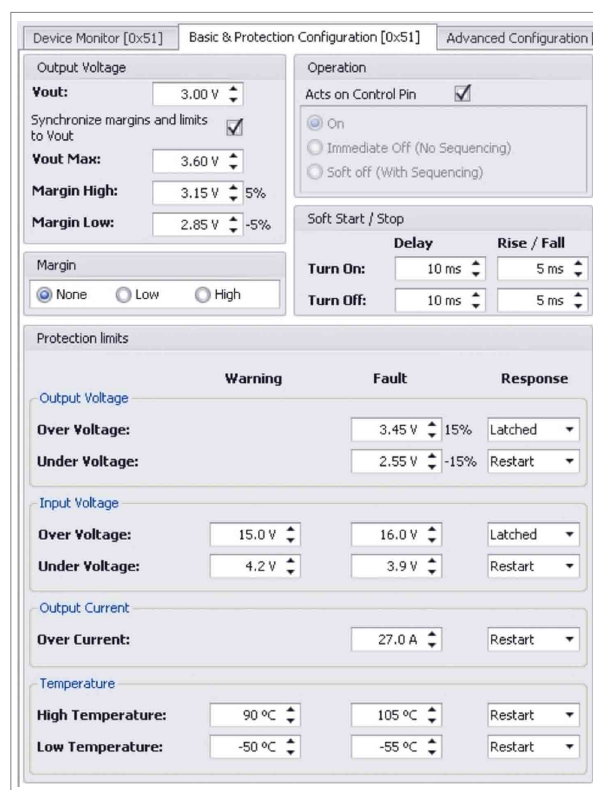 Device Monitor [0x51] Basic & Protection Configuration [0x51] Advanced Configuration [
Output Voltage
Vout: 3.00 V
Synchronize margins and limits
to Vout
Vout Max: 3.60 V
Margin High: 3.15 V 5%
Margin Low: 2.85 V -5%
Operation
Acts on Control Pin
On
Immediate Off (No Sequencing)
Soft off (With Sequencing)
Margin
None Low High
Soft Start / Stop
Delay Rise / Fall
Turn On: 10 ms 5 ms
Turn Off: 10 ms 5 ms
Protection limits
Warning Fault Response
Output Voltage
Over Voltage: 3.45 V 15% Latched
Under Voltage: 2.55 V -15% Restart
Input Voltage
Over Voltage: 15.0 V 16.0 V Latched
Under Voltage: 4.2 V 3.9 V Restart
Output Current
Over Current: 27.0 A Restart
Temperature
High Temperature: 90 ºC 105 ºC Restart
Low Temperature: -50 ºC -55 ºC Restart